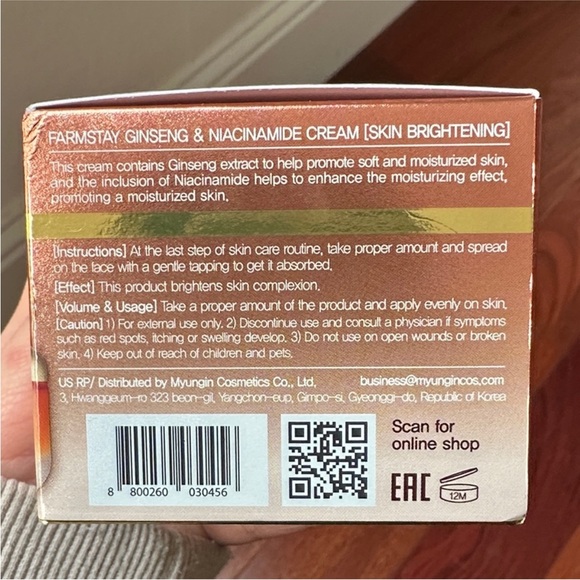 FARMSTAY GINSENG & NIACINAMIDE CREAM [SKIN BRIGHTENING]
This cream contains Ginseng extract to help promote soft and moisturized skin,
and the inclusion of Niacinamide helps to enhance the moisturizing effect,
promoting a moisturized skin.
[Instructions] At the last step of skin care routine, take proper amount and spread
on the face with a gentle tapping to get it absorbed.
[Effect] This product brightens skin complexion.
[Volume & Usage] Take a proper amount of the product and apply evenly on skin.
[Caution] 1) For external use only. 2) Discontinue use and consult a physician if symptoms
such as red spots, itching or swelling develop. 3) Do not use on open wounds or broken
skin. 4) Keep out of reach of children and pets.
US RP/ Distributed by Myungin Cosmetics Co., Ltd. business@myungincos.com
3, Hwanggeum-ro 323 beon-gil, Yangchon-eup, Gimpo-si, Gyeonggi-do, Republic of Korea
Scan for
online shop
8 800260 030456
EAC 12M